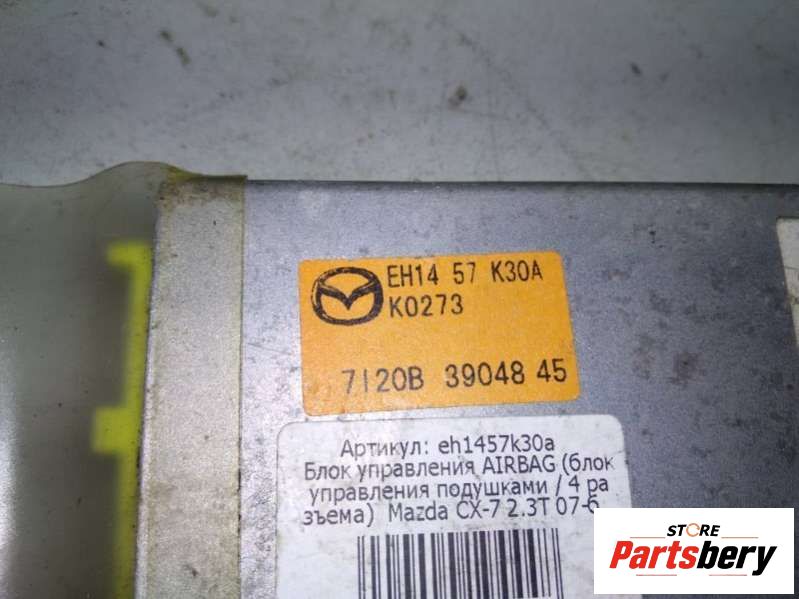 EH14 57 K30A
K0273
7I20B 39048 45
Артикул: eh1457k30a
Блок управления AIRBAG (блок
управления подушками / 4 ра
зъема) Mazda CX-7 2.3T 07-б
STORE
Partsbery